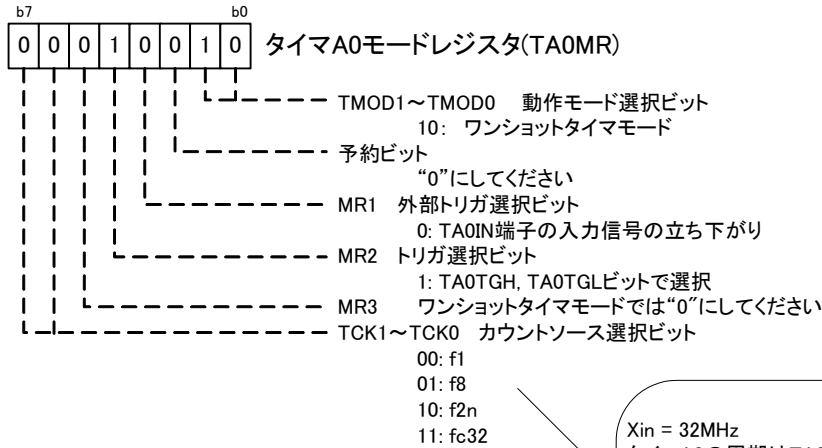 b7 b0
0 0 0 1 0 0 1 0 タイマA0モードレジスタ(TA0MR)
TMOD1～TMOD0 動作モード選択ビット
10: ワンショットタイマモード
予約ビット
“0”にしてください
MR1 外部トリガ選択ビット
0: TA0IN端子の入力信号の立ち下がり
MR2 トリガ選択ビット
1: TA0TGH, TA0TGLビットで選択
MR3 ワンショットタイマモードでは“0”にしてください
TCK1～TCK0 カウントソース選択ビット
00: f1
01: f8
10: f2n
11: fc32
Xin = 32MHz